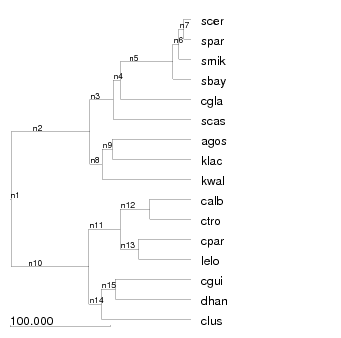 scer
n7
spar
n6
smik
n5
sbay
n4
n3
cgla
scas
n2
agos
n9
klac
n8
kwal
n1
calb
n12
ctro
n11
cpar
n13
lelo
n10
cgui
n15
dhan
n14
clus
100.000